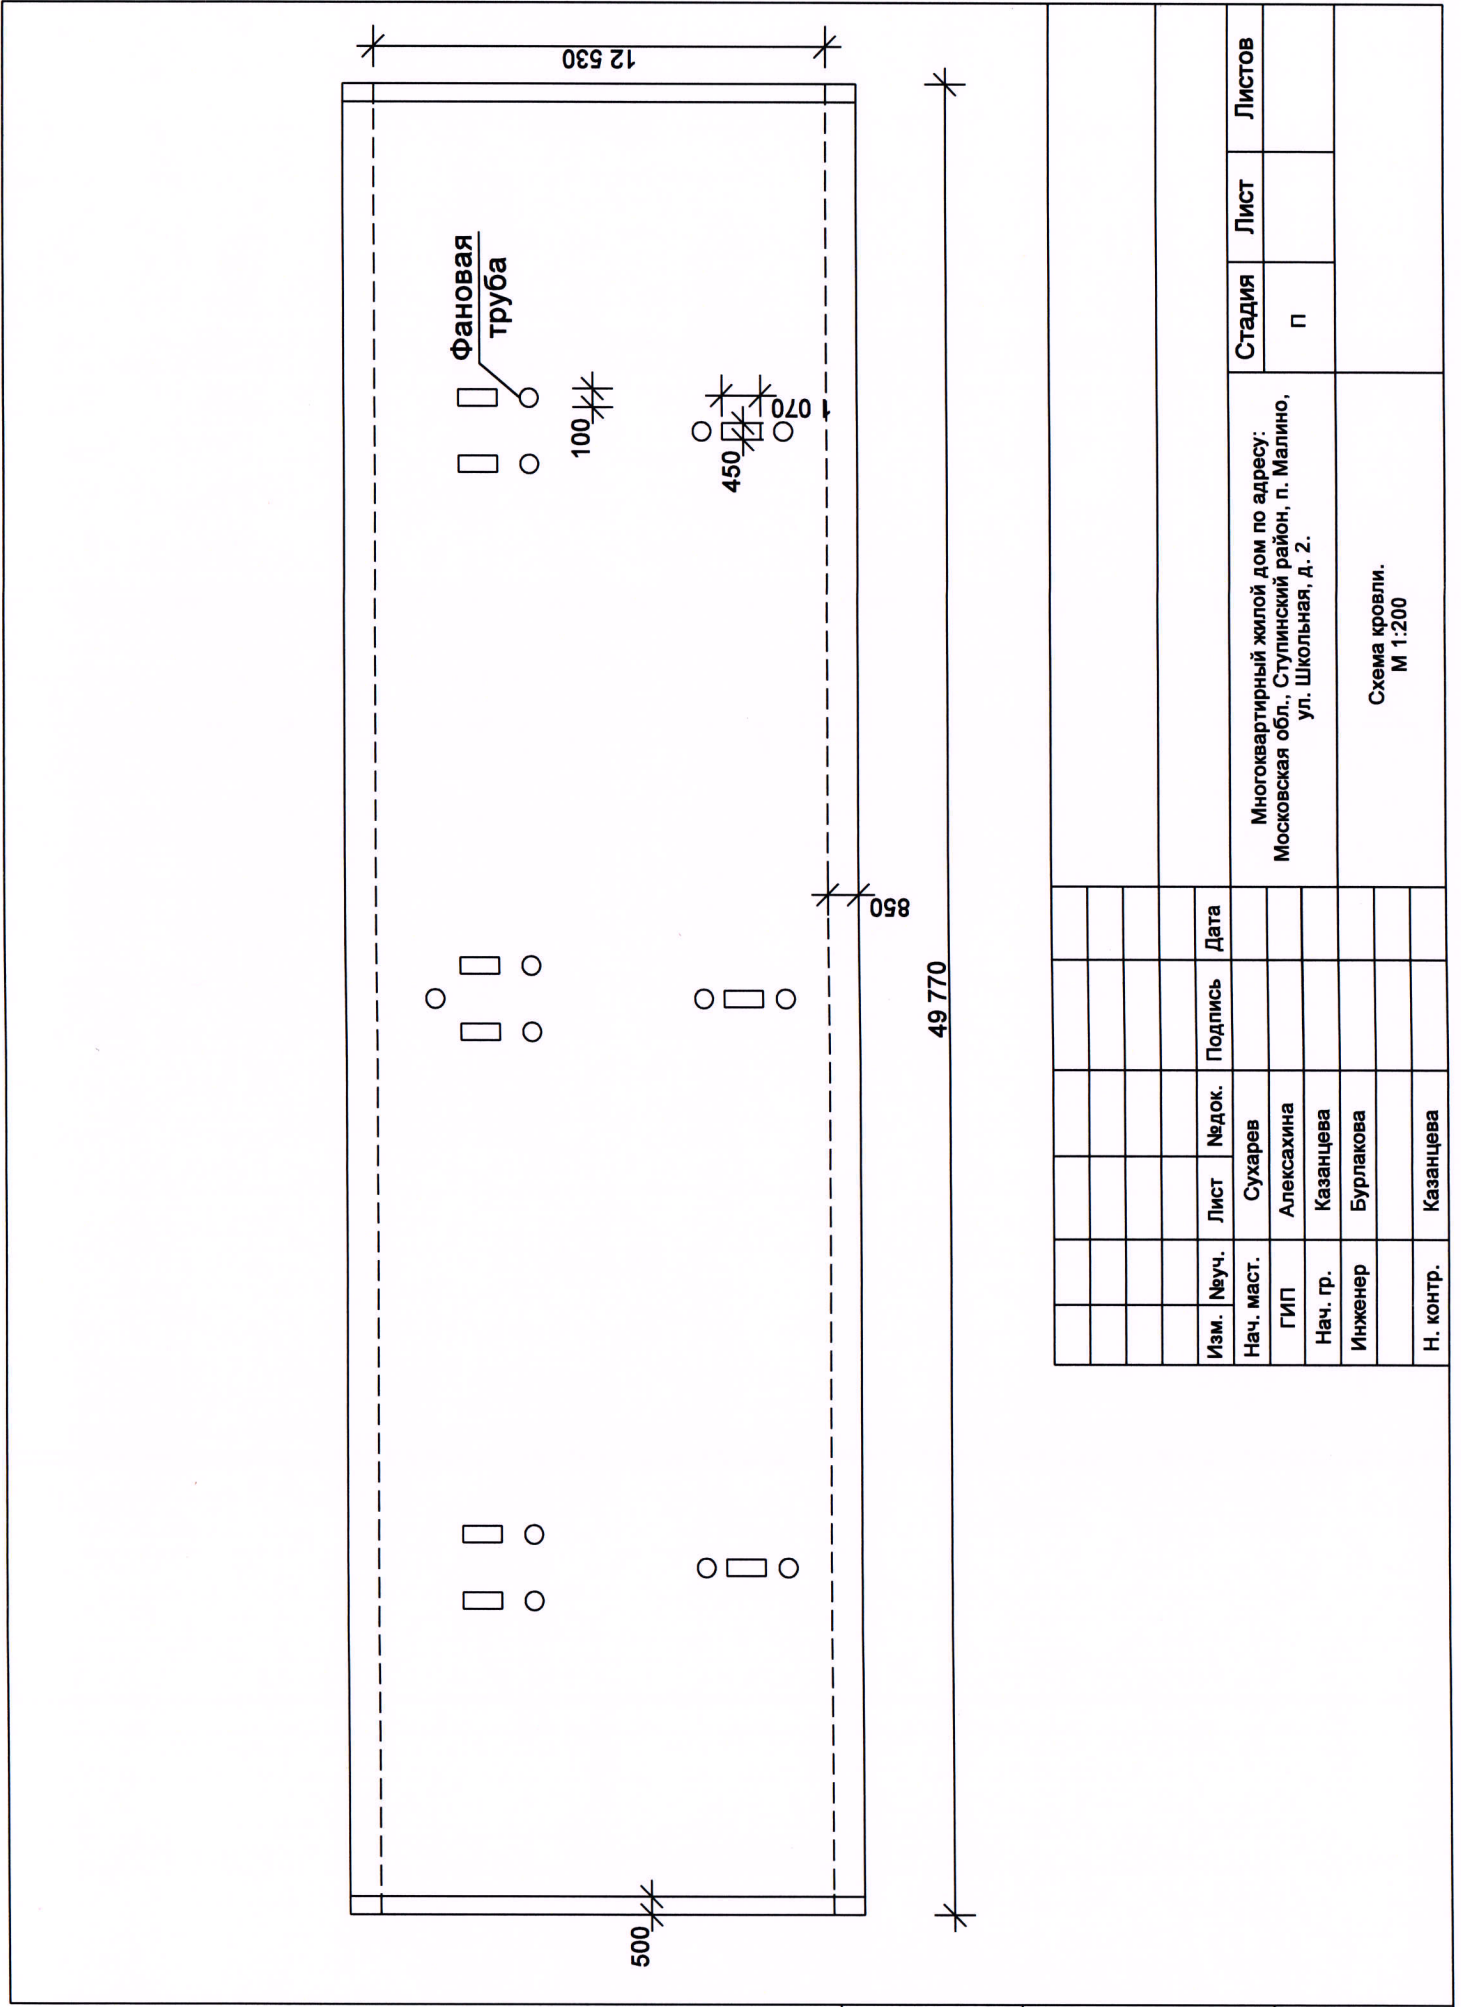 12 530
Фановая
труба
100
1 070
450
850
49 770
500
Изм.
№уч.
Лист
№док.
Подпись
Дата
Нач. маст.
Сухарев
ГИП
Алексахина
Нач. гр.
Казанцева
Инженер
Бурлакова
Н. контр.
Казанцева
Многоквартирный жилой дом по адресу:
Московская обл., Ступинский район, п. Малино,
ул. Школьная, д. 2.
Стадия
Лист
Листов
П
Схема кровли.
М 1:200